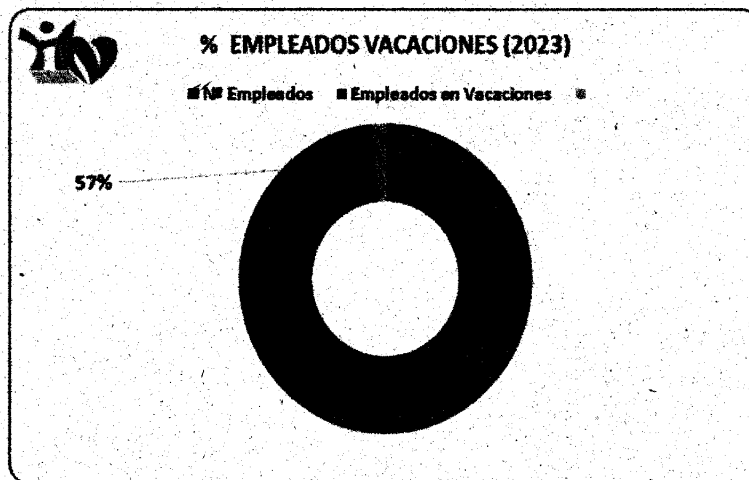 % EMPLEADOS VACACIONES (2023)
Nº Empleados Empleados en Vacaciones
57%